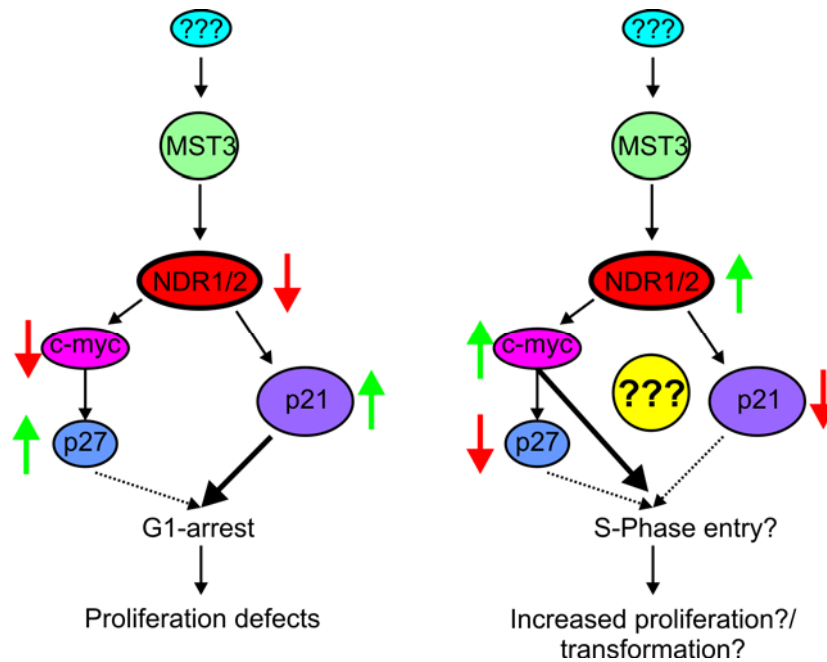 ???
MST3
NDR1/2
c-myc
p21
p27
G1-arrest
Proliferation defects
???
MST3
NDR1/2
c-myc
???
p21
p27
S-Phase entry?
Increased proliferation?/
transformation?